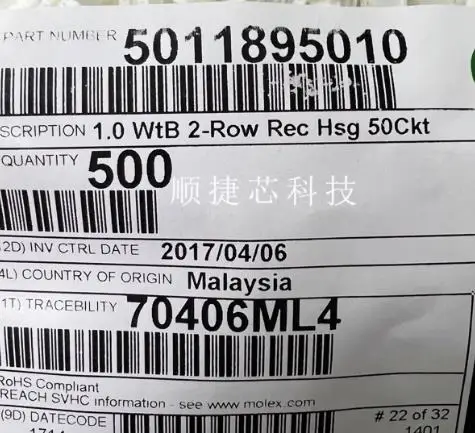 PART NUMBER 5011895010
SCRIPTION 1.0 WtB 2-Row Rec Hsg 50Ckt
QUANTITY 500
顺捷芯科技
12D) INV CTRL DATE 2017/04/06
4L) COUNTRY OF ORIGIN Malaysia
1T) TRACEBILITY 70406ML4
RoHS Compliant
REACH SVHC information - see www.molex.com
(9D) DATECODE # 22 of 32
1401